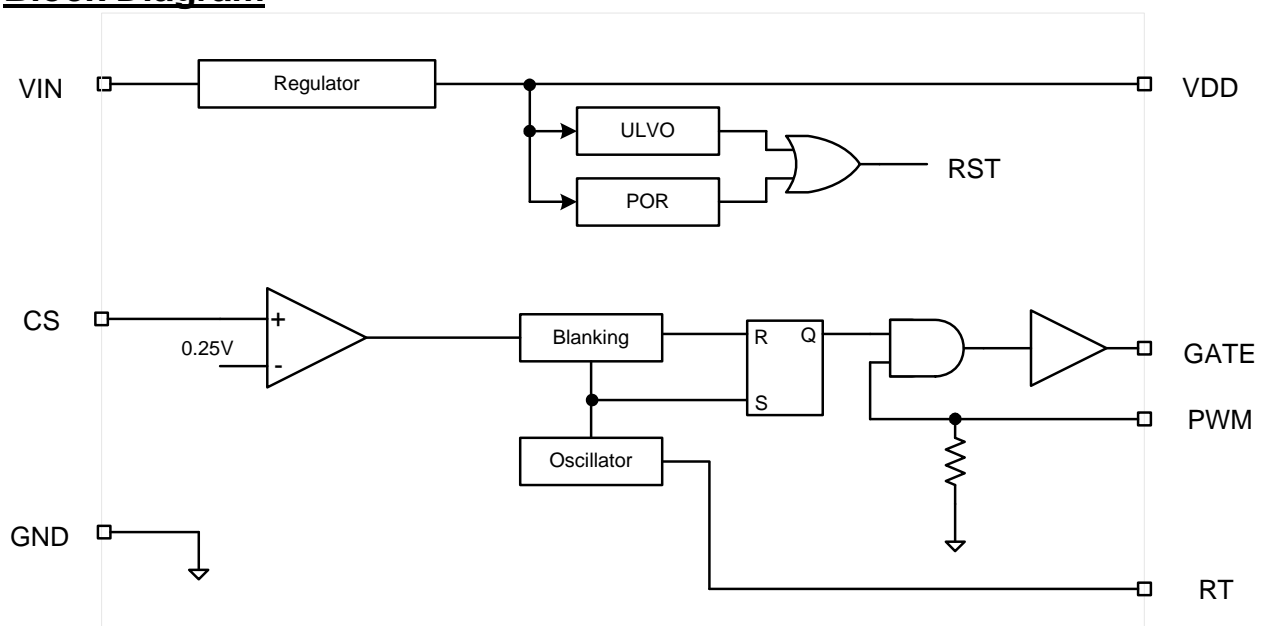 Block Diagram
VIN
Regulator
VDD
ULVO
RST
POR
CS
+
0.25V
-
Blanking
R
Q
S
GATE
PWM
Oscillator
GND
RT